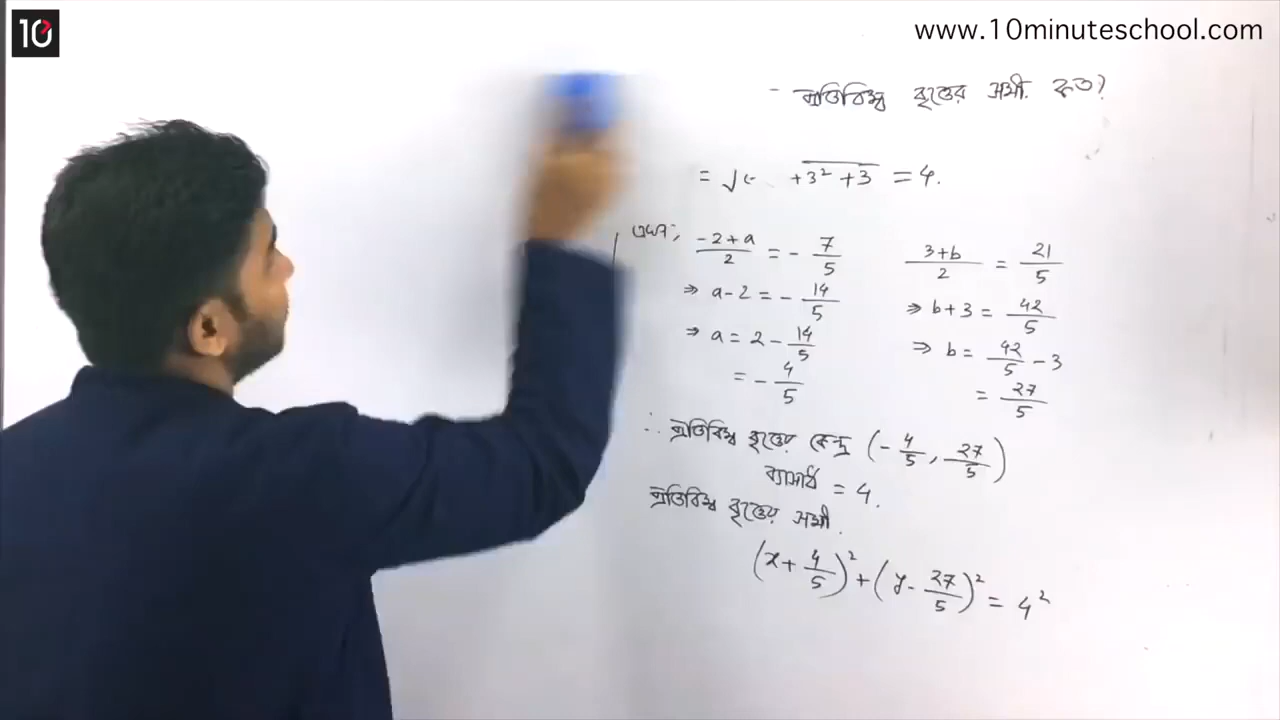 10
www.10minuteschool.com
- প্রতিবিম্ব বৃত্তের সমী. কত?
= √(- +3² +3 = 4.
এখন, (-2+a)/2 = - 7/5
⇒ a-2 = - 14/5
⇒ a = 2 - 14/5
= - 4/5
(3+b)/2 = 21/5
⇒ b+3 = 42/5
⇒ b = 42/5 - 3
= 27/5
∴ প্রতিবিম্ব বৃত্তের কেন্দ্র (- 4/5, 27/5)
ব্যাসার্ধ = 4.
প্রতিবিম্ব বৃত্তের সমী.
(x + 4/5)² + (y - 27/5)² = 4²